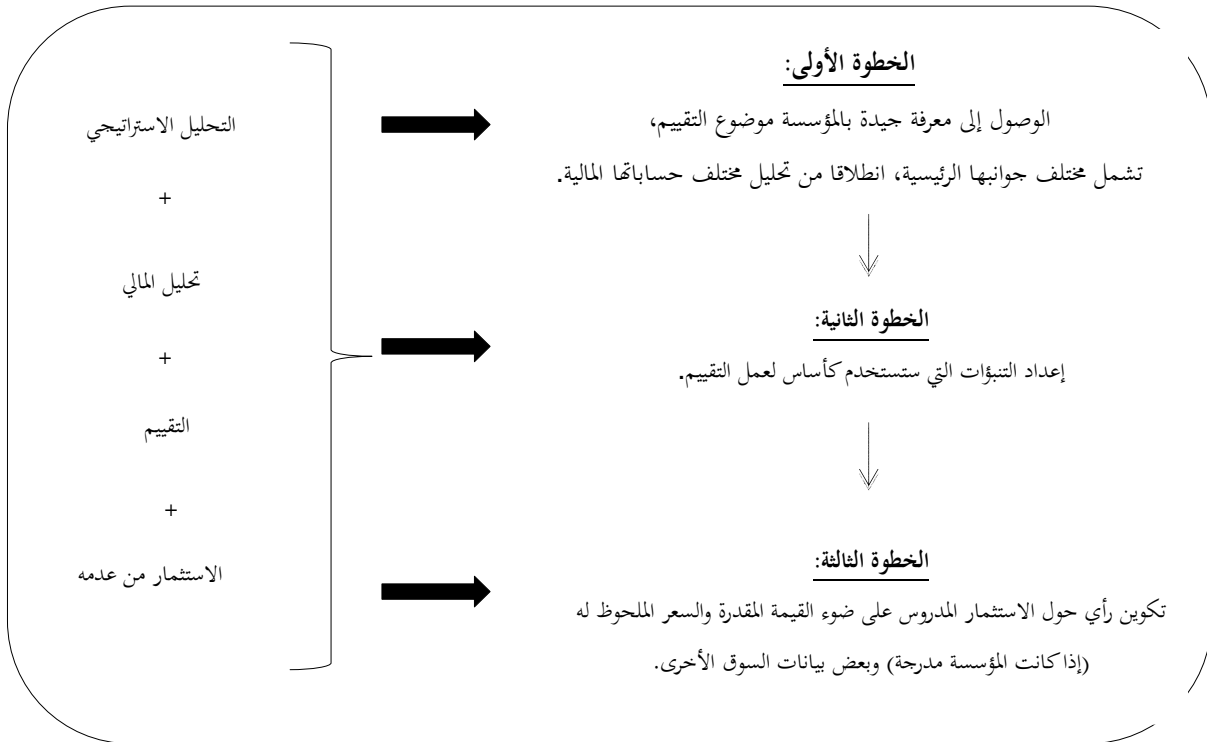 الخطوة الأولى:
الوصول إلى معرفة جيدة بالمؤسسة موضوع التقييم،
تشمل مختلف جوانبها الرئيسية، انطلاقا من تحليل مختلف حساباتها المالية.
الخطوة الثانية:
إعداد التنبؤات التي ستستخدم كأساس لعمل التقييم.
الخطوة الثالثة:
تكوين رأي حول الاستثمار المدروس على ضوء القيمة المقدرة والسعر الملحوظ له
(إذا كانت المؤسسة مدرجة) وبعض بيانات السوق الأخرى.
التحليل الاستراتيجي
+
تحليل المالي
+
التقييم
+
الاستثمار من عدمه